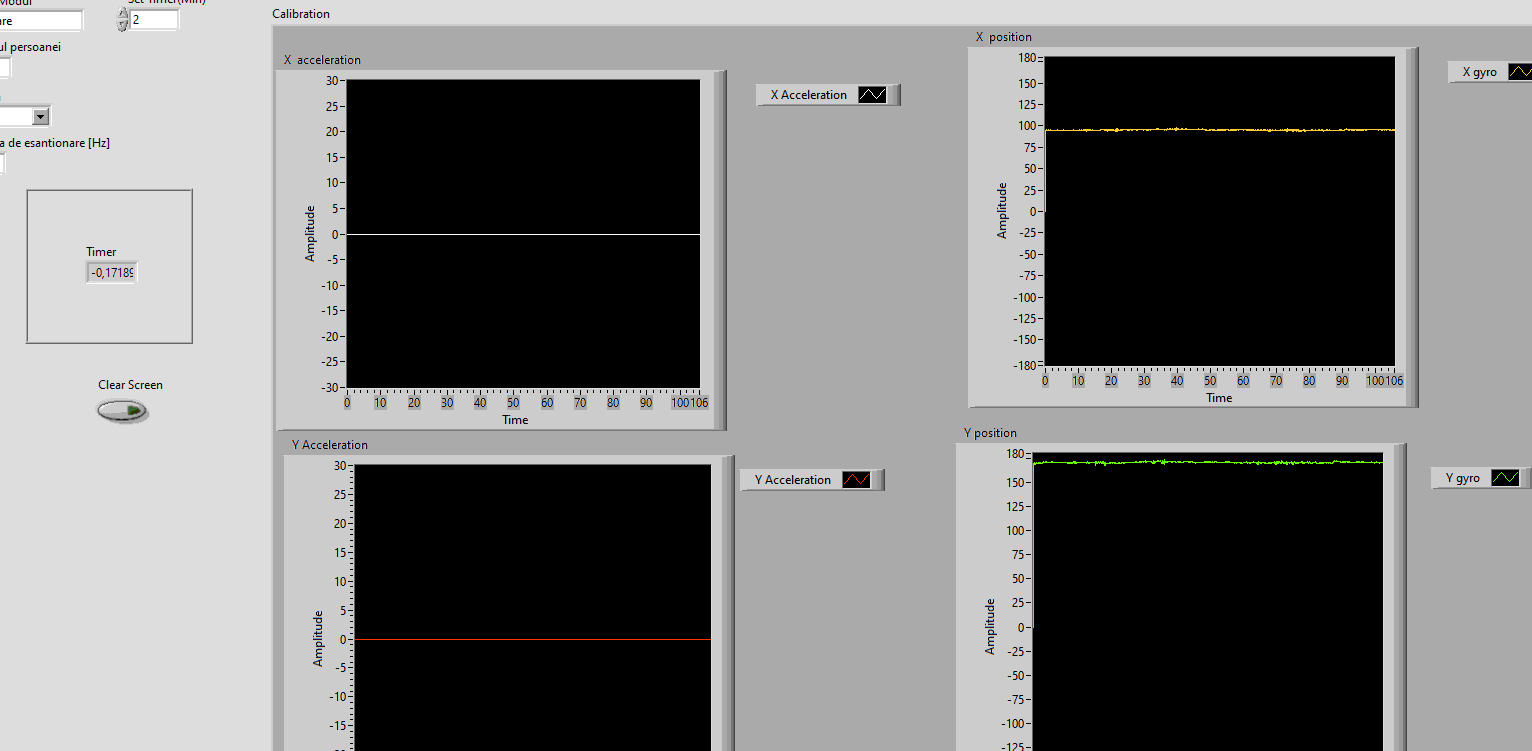 Modul
are
Set Timer(Min)
2
ul persoanei
a de esantionare [Hz]
Timer
-0,17189
Clear Screen
Calibration
X acceleration
Amplitude
30
25
20
15
10
5
0
-5
-10
-15
-20
-25
-30
0 10 20 30 40 50 60 70 80 90 100 106
Time
X Acceleration
X position
Amplitude
180
150
125
100
75
50
25
0
-25
-50
-75
-100
-125
-150
-180
0 10 20 30 40 50 60 70 80 90 100 106
Time
X gyro
Y Acceleration
Amplitude
30
25
20
15
10
5
0
-5
-10
-15
Y Acceleration
Y position
Amplitude
180
150
125
100
75
50
25
0
-25
-50
-75
-100
-125
Y gyro